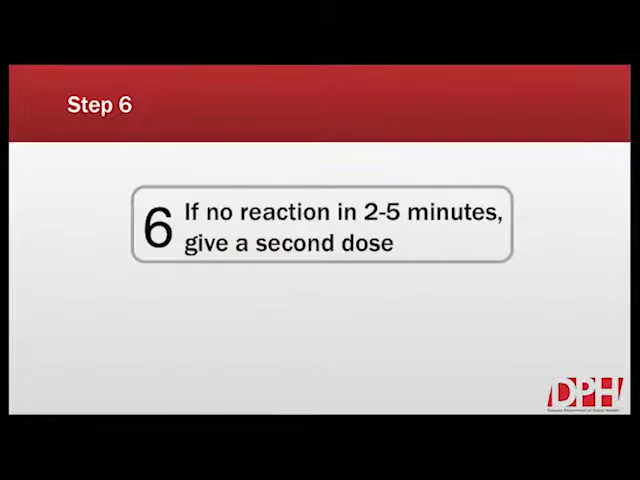 Step 6
6 If no reaction in 2-5 minutes,
give a second dose
DPH